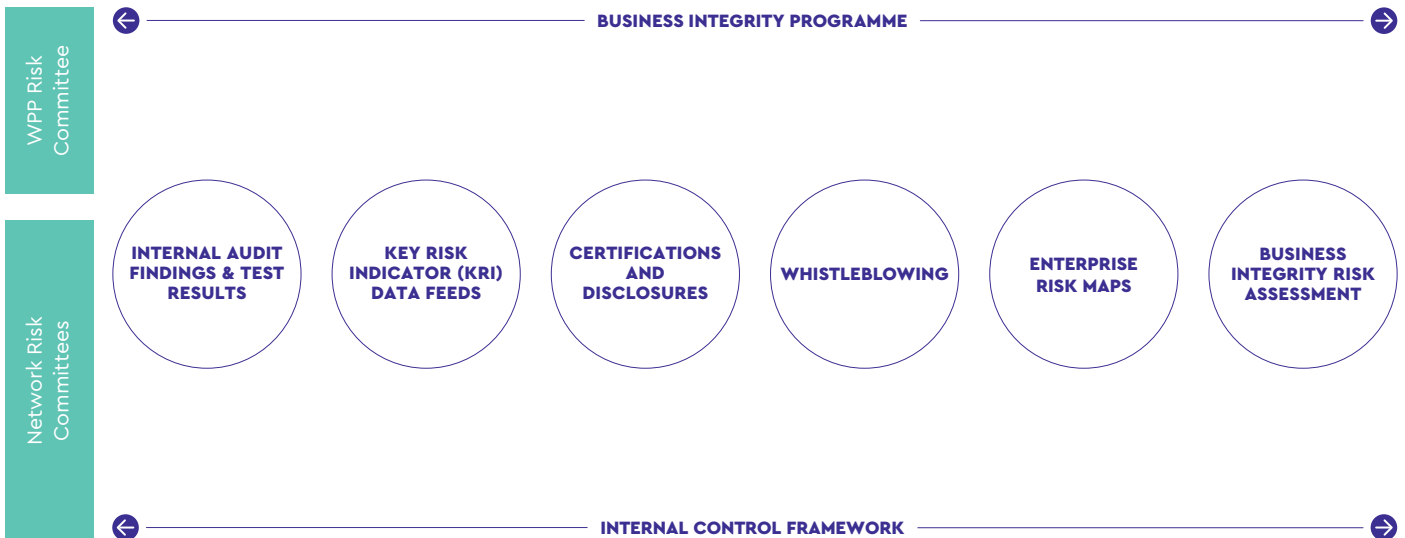 BUSINESS INTEGRITY PROGRAMME
WPP Risk
Committee
Network Risk
Committees
INTERNAL AUDIT
FINDINGS & TEST
RESULTS
KEY RISK
INDICATOR (KRI)
DATA FEEDS
CERTIFICATIONS
AND
DISCLOSURES
WHISTLEBLOWING
ENTERPRISE
RISK MAPS
BUSINESS
INTEGRITY RISK
ASSESSMENT
INTERNAL CONTROL FRAMEWORK